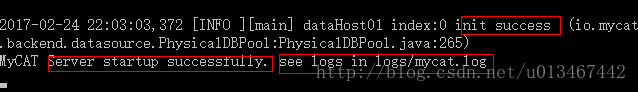 2017-02-24 22:03:03,372 [INFO ][main] dataHost01 index:0 init success  (io.mycat
.backend.datasource.PhysicalDBPool:PhysicalDBPool.java:265)
MyCAT Server startup successfully. see logs in logs/mycat.log
http://blog.csdn.net/u013467442